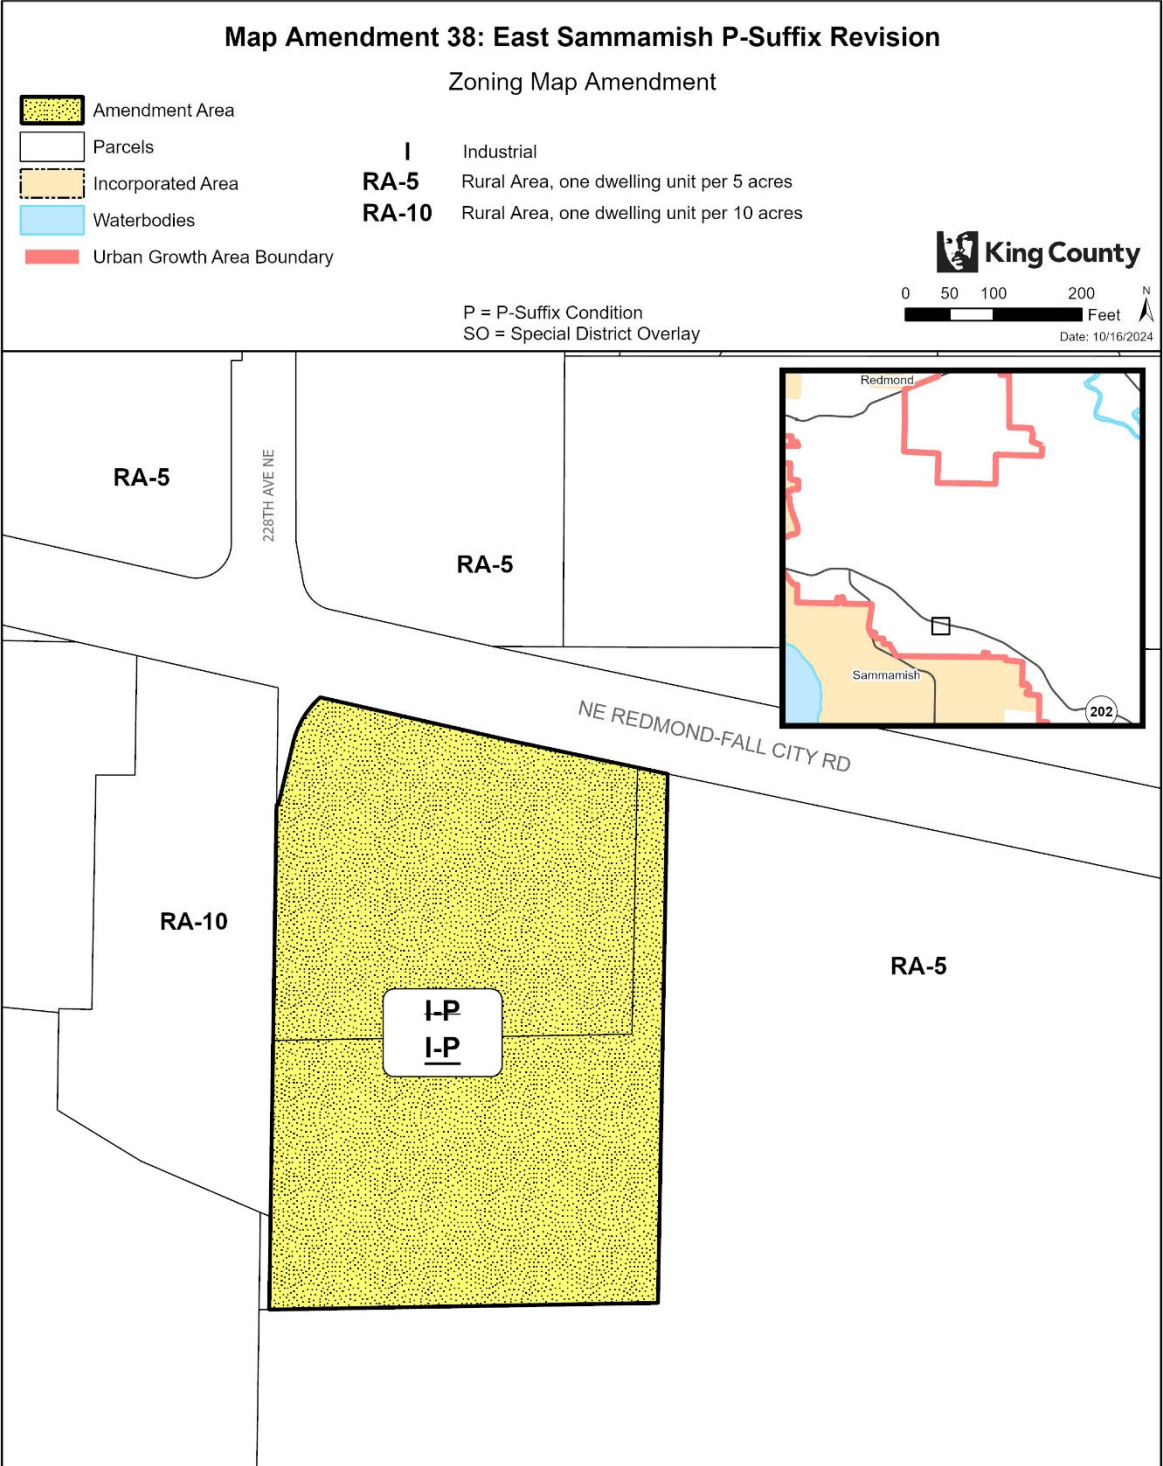 Map Amendment 38: East Sammamish P-Suffix Revision
Zoning Map Amendment
Amendment Area
Parcels
Incorporated Area
Waterbodies
Urban Growth Area Boundary
I Industrial
RA-5 Rural Area, one dwelling unit per 5 acres
RA-10 Rural Area, one dwelling unit per 10 acres
P = P-Suffix Condition
SO = Special District Overlay
King County
0 50 100 200
Feet
N
Date: 10/16/2024
RA-5
228TH AVE NE
RA-5
Redmond
Sammamish
202
NE REDMOND-FALL CITY RD
RA-10
RA-5
I-P
I-P